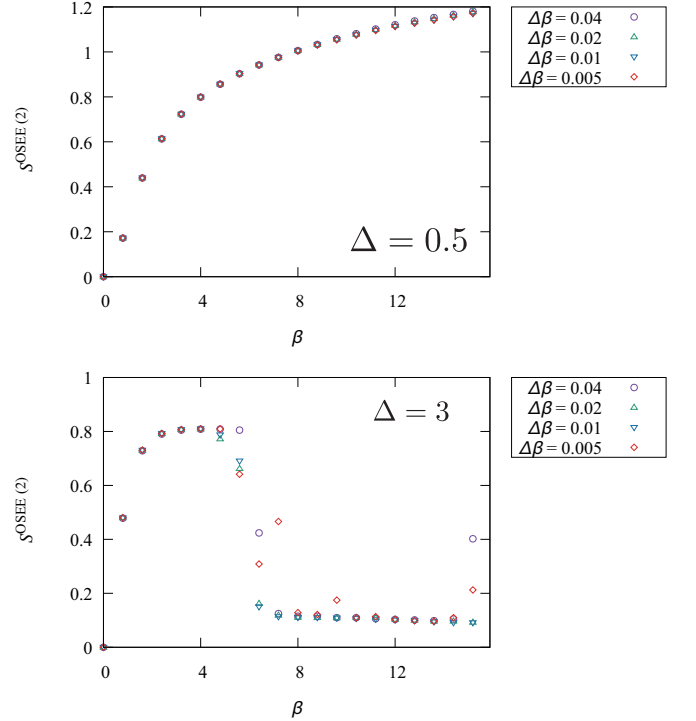 1.2
1
0.8
0.6
0.4
0.2
0
S^OSEE (2)
0 4 8 12
β
Δ = 0.5
Δβ = 0.04
Δβ = 0.02
Δβ = 0.01
Δβ = 0.005
1
0.8
0.6
0.4
0.2
0
S^OSEE (2)
0 4 8 12
β
Δ = 3
Δβ = 0.04
Δβ = 0.02
Δβ = 0.01
Δβ = 0.005